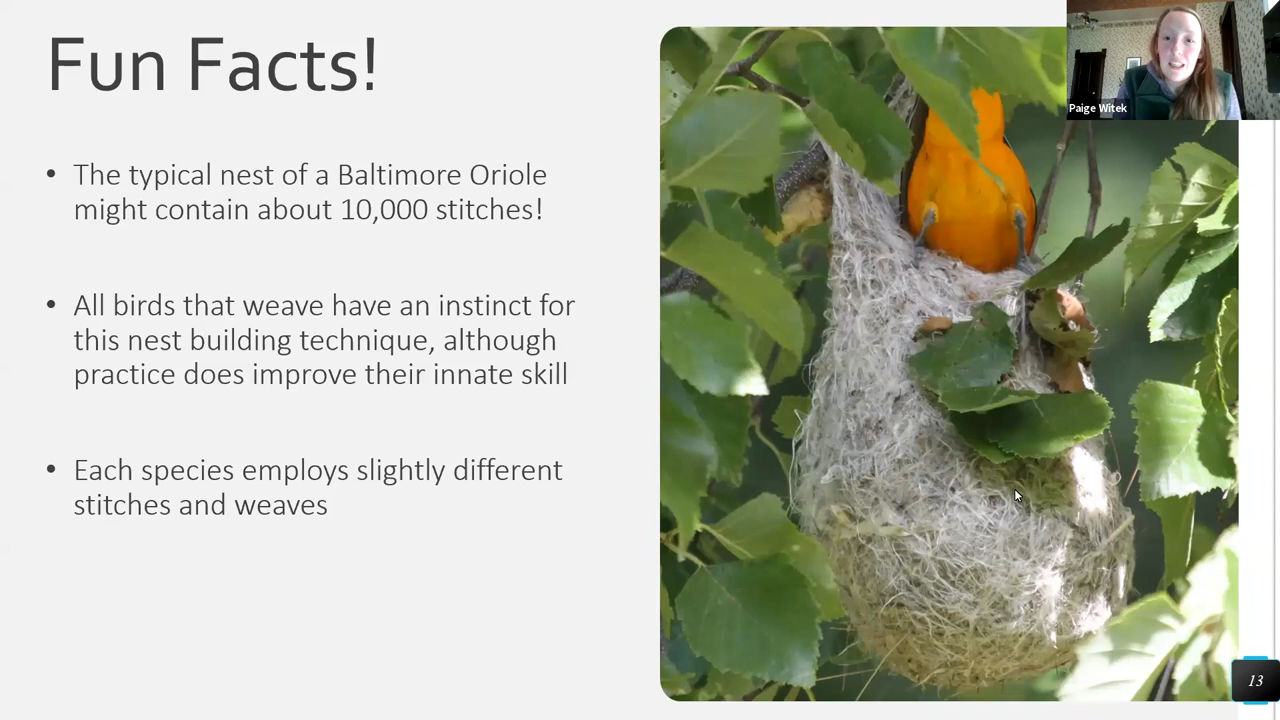 Fun Facts!
Paige Witek
• The typical nest of a Baltimore Oriole
might contain about 10,000 stitches!
• All birds that weave have an instinct for
this nest building technique, although
practice does improve their innate skill
• Each species employs slightly different
stitches and weaves
13